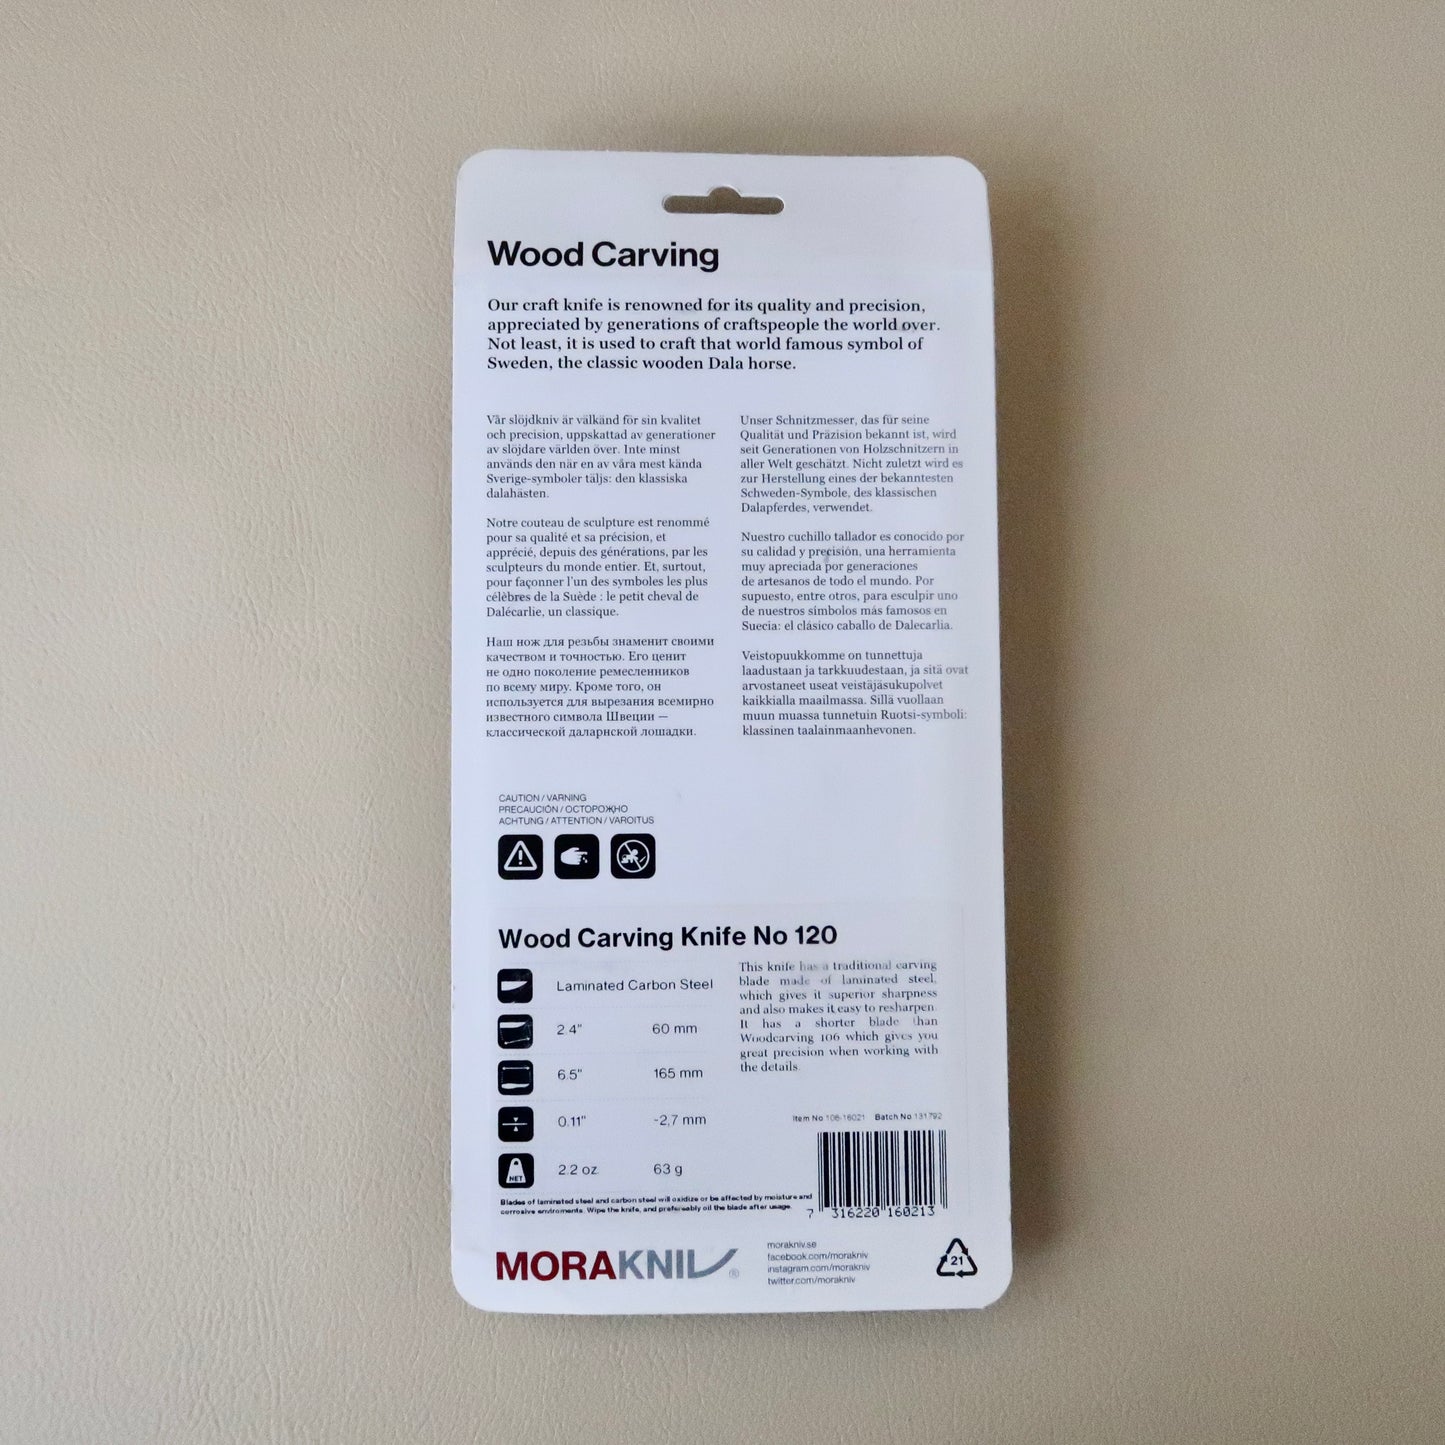 Wood Carving
Our craft knife is renowned for its quality and precision,
appreciated by generations of craftspeople the world over.
Not least, it is used to craft that world famous symbol of
Sweden, the classic wooden Dala horse.
Vår slöjdkniv är välkänd för sin kvalitet
och precision, uppskattad av generationer
av slöjdare världen över. Inte minst
används den när en av våra mest kända
Sverige-symboler täljs: den klassiska
dalahästen.
Notre couteau de sculpture est renommé
pour sa qualité et sa précision, et
apprécié, depuis des générations, par les
sculpteurs du monde entier. Et, surtout,
pour façonner l'un des symboles les plus
célèbres de la Suède : le petit cheval de
Dalécarlie, un classique.
Наш нож для резьбы знаменит своими
качеством и точностью. Его ценит
не одно поколение ремесленников
по всему миру. Кроме того, он
используется для вырезания всемирно
известного символа Швеции —
классической даларнской лошадки.
Unser Schnitzmesser, das für seine
Qualität und Präzision bekannt ist, wird
seit Generationen von Holzschnitzern in
aller Welt geschätzt. Nicht zuletzt wird es
zur Herstellung eines der bekanntesten
Schweden-Symbole, des klassischen
Dalapferdes, verwendet.
Nuestro cuchillo tallador es conocido por
su calidad y precisión, una herramienta
muy apreciada por generaciones
de artesanos de todo el mundo. Por
supuesto, entre otros, para esculpir uno
de nuestros símbolos más famosos en
Suecia: el clásico caballo de Dalecarlia.
Veistopuukkomme on tunnettuja
laadustaan ja tarkkuudestaan, ja sitä ovat
arvostaneet useat veistäjäsukupolvet
kaikkialla maailmassa. Sillä vuollaan
muun muassa tunnetuin Ruotsi-symboli:
klassinen taalainmaanhevonen.
CAUTION / VARNING
PRECAUCIÓN / ОСТОРОЖНО
ACHTUNG / ATTENTION / VAROITUS
Wood Carving Knife No 120
Laminated Carbon Steel
2.4" 60 mm
6.5" 165 mm
0.11" -2,7 mm
NET 2.2 oz 63 g
This knife has a traditional carving
blade made of laminated steel,
which gives it superior sharpness
and also makes it easy to resharpen.
It has a shorter blade than
Woodcarving 106 which gives you
great precision when working with
the details.
Item No 106-16021 Batch No 131792
7 316220 160213
Blades of laminated steel and carbon steel will oxidize or be affected by moisture and
corrosive enviroments. Wipe the knife, and prefereably oil the blade after usage.
MORAKNIV®
morakniv.se
facebook.com/morakniv
instagram.com/morakniv
twitter.com/morakniv
21